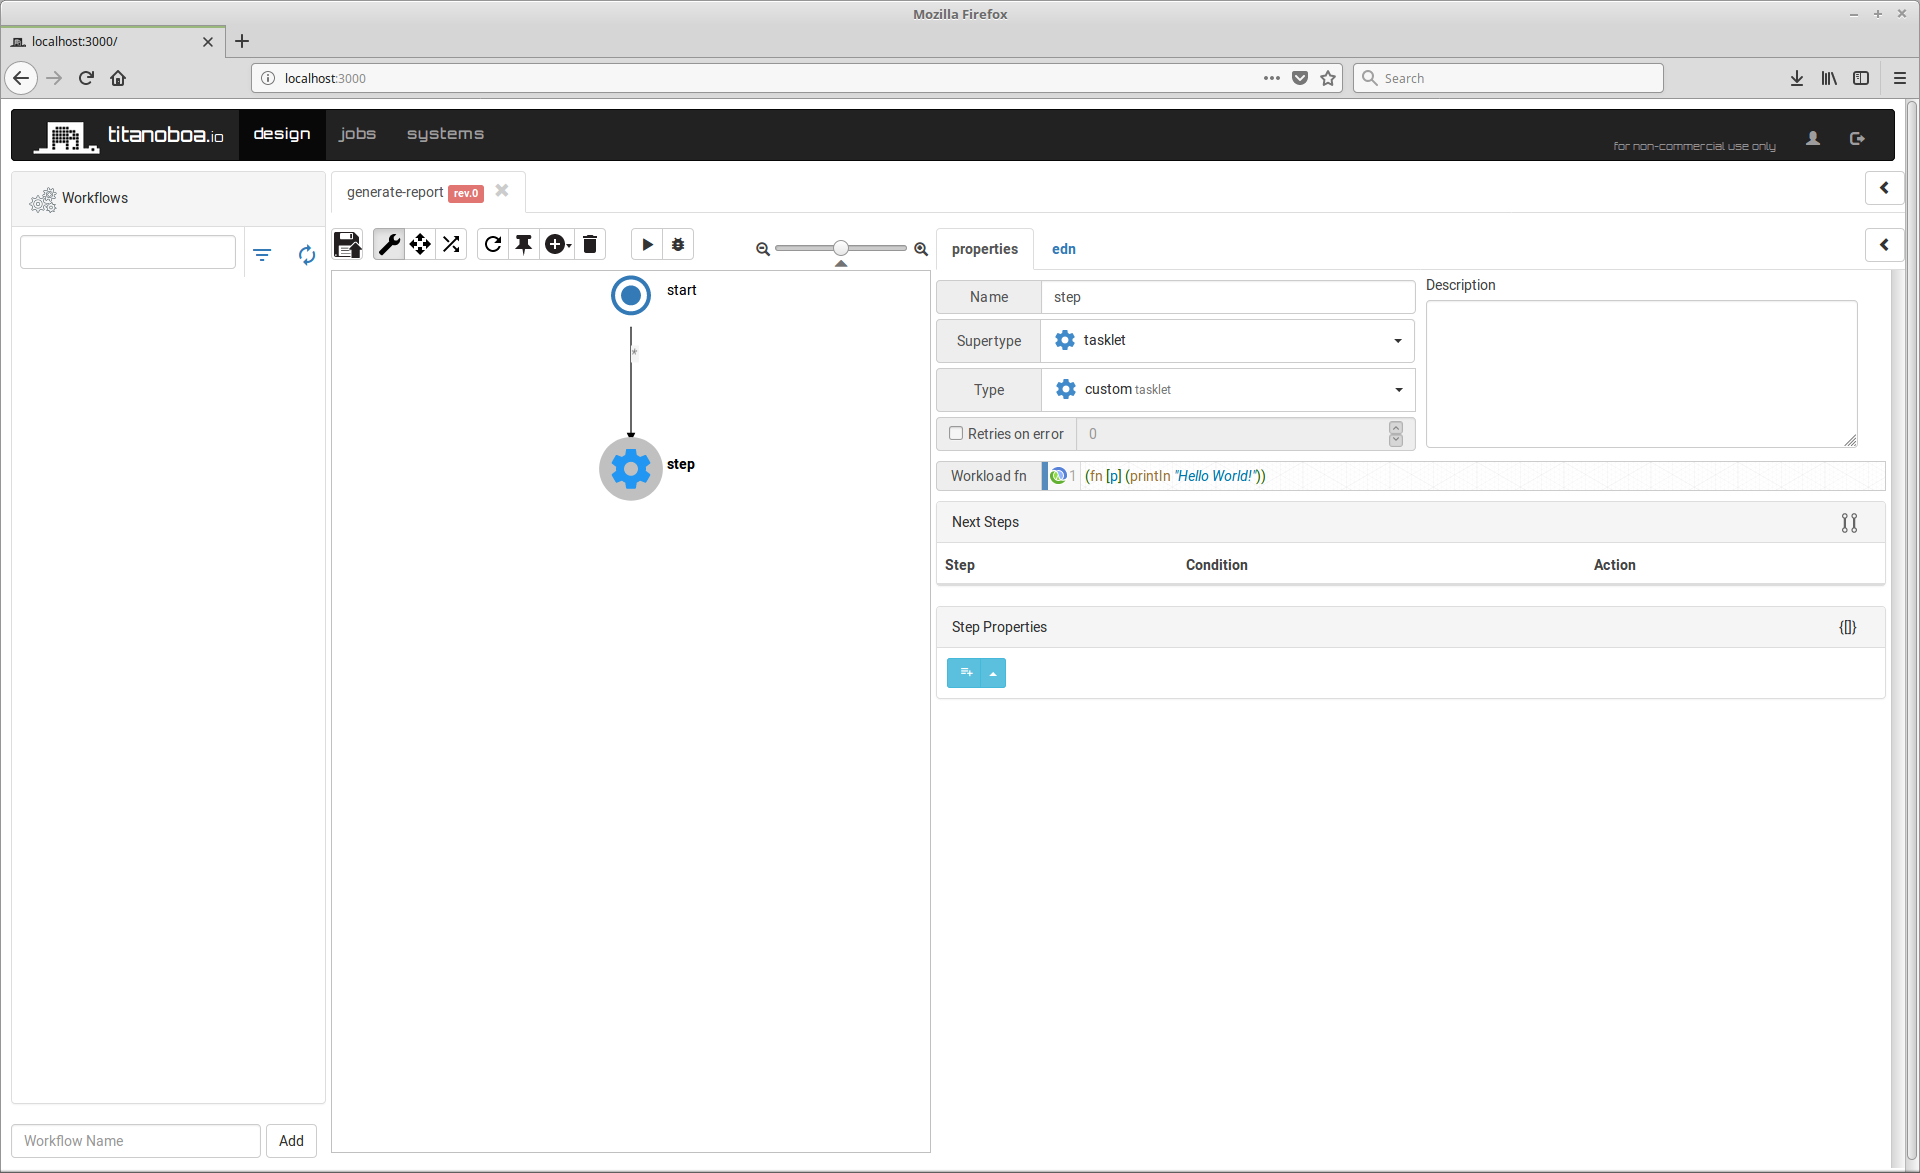 Mozilla Firefox
localhost:3000/
localhost:3000
Search
titanoboa.io
design
jobs
systems
for non-commercial use only
Workflows
generate-report rev.0
properties
edn
start
*
step
Name
step
Description
Supertype
tasklet
Type
custom tasklet
Retries on error
0
Workload fn
1
(fn [p] (println "Hello World!"))
Next Steps
Step
Condition
Action
Step Properties
{[]}
Workflow Name
Add